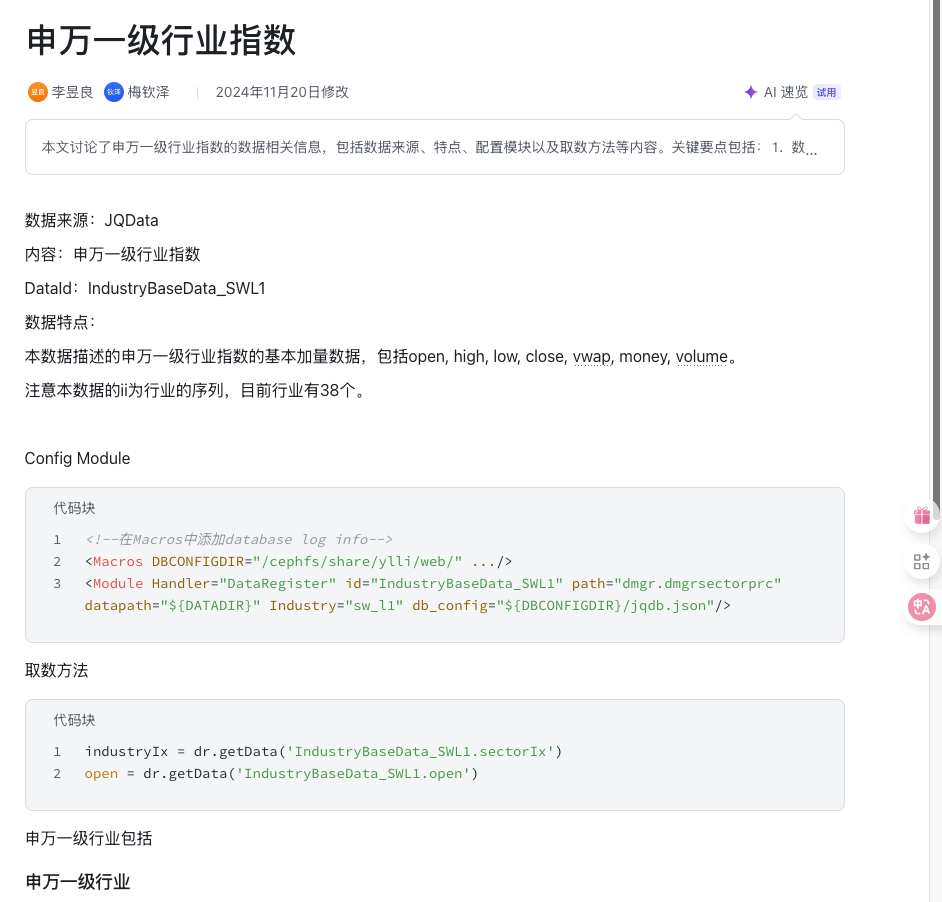 申万一级行业指数
昱良 李昱良 钦泽 梅钦泽 2024年11月20日修改 AI 速览 试用
本文讨论了申万一级行业指数的数据相关信息，包括数据来源、特点、配置模块以及取数方法等内容。关键要点包括： 1. 数...
数据来源：JQData
内容：申万一级行业指数
DataId：IndustryBaseData_SWL1
数据特点：
本数据描述的申万一级行业指数的基本加量数据，包括open, high, low, close, vwap, money, volume。
注意本数据的ii为行业的序列，目前行业有38个。
Config Module
代码块
1 <!--在Macros中添加database log info-->
2 <Macros DBCONFIGDIR="/cephfs/share/ylli/web/" .../>
3 <Module Handler="DataRegister" id="IndustryBaseData_SWL1" path="dmgr.dmgrsectorprc"
datapath="${DATADIR}" Industry="sw_l1" db_config="${DBCONFIGDIR}/jqdb.json"/>
取数方法
代码块
1 industryIx = dr.getData('IndustryBaseData_SWL1.sectorIx')
2 open = dr.getData('IndustryBaseData_SWL1.open')
申万一级行业包括
申万一级行业